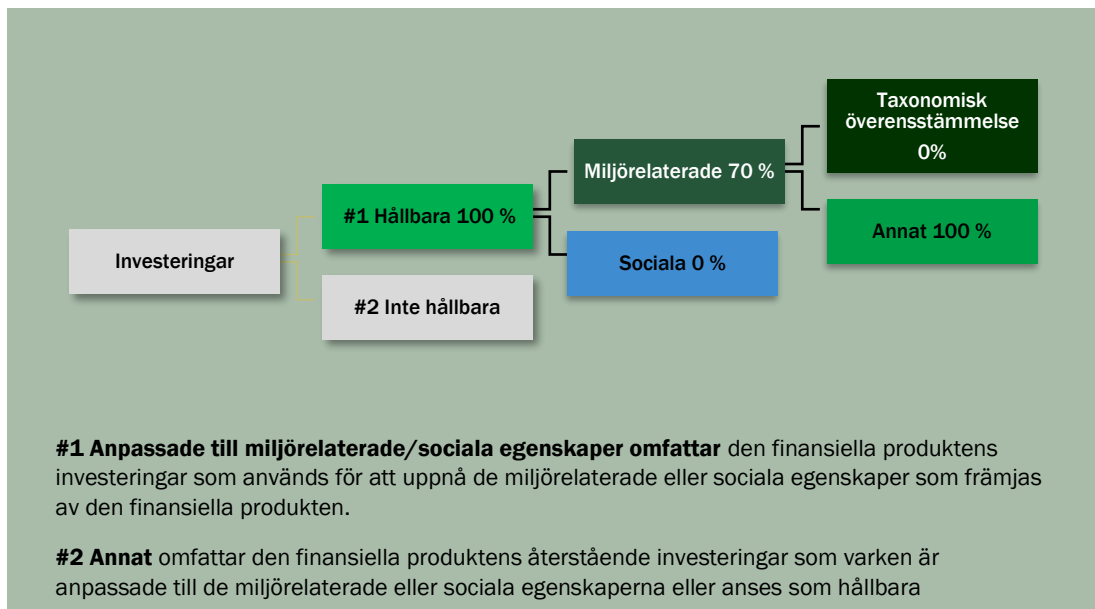 Taxonomisk
överensstämmelse
0%
Miljörelaterade 70 %
#1 Hållbara 100 %
Annat 100 %
Investeringar
Sociala 0 %
#2 Inte hållbara
#1 Anpassade till miljörelaterade/sociala egenskaper omfattar den finansiella produktens
investeringar som används för att uppnå de miljörelaterade eller sociala egenskaper som främjas
av den finansiella produkten.
#2 Annat omfattar den finansiella produktens återstående investeringar som varken är
anpassade till de miljörelaterade eller sociala egenskaperna eller anses som hållbara